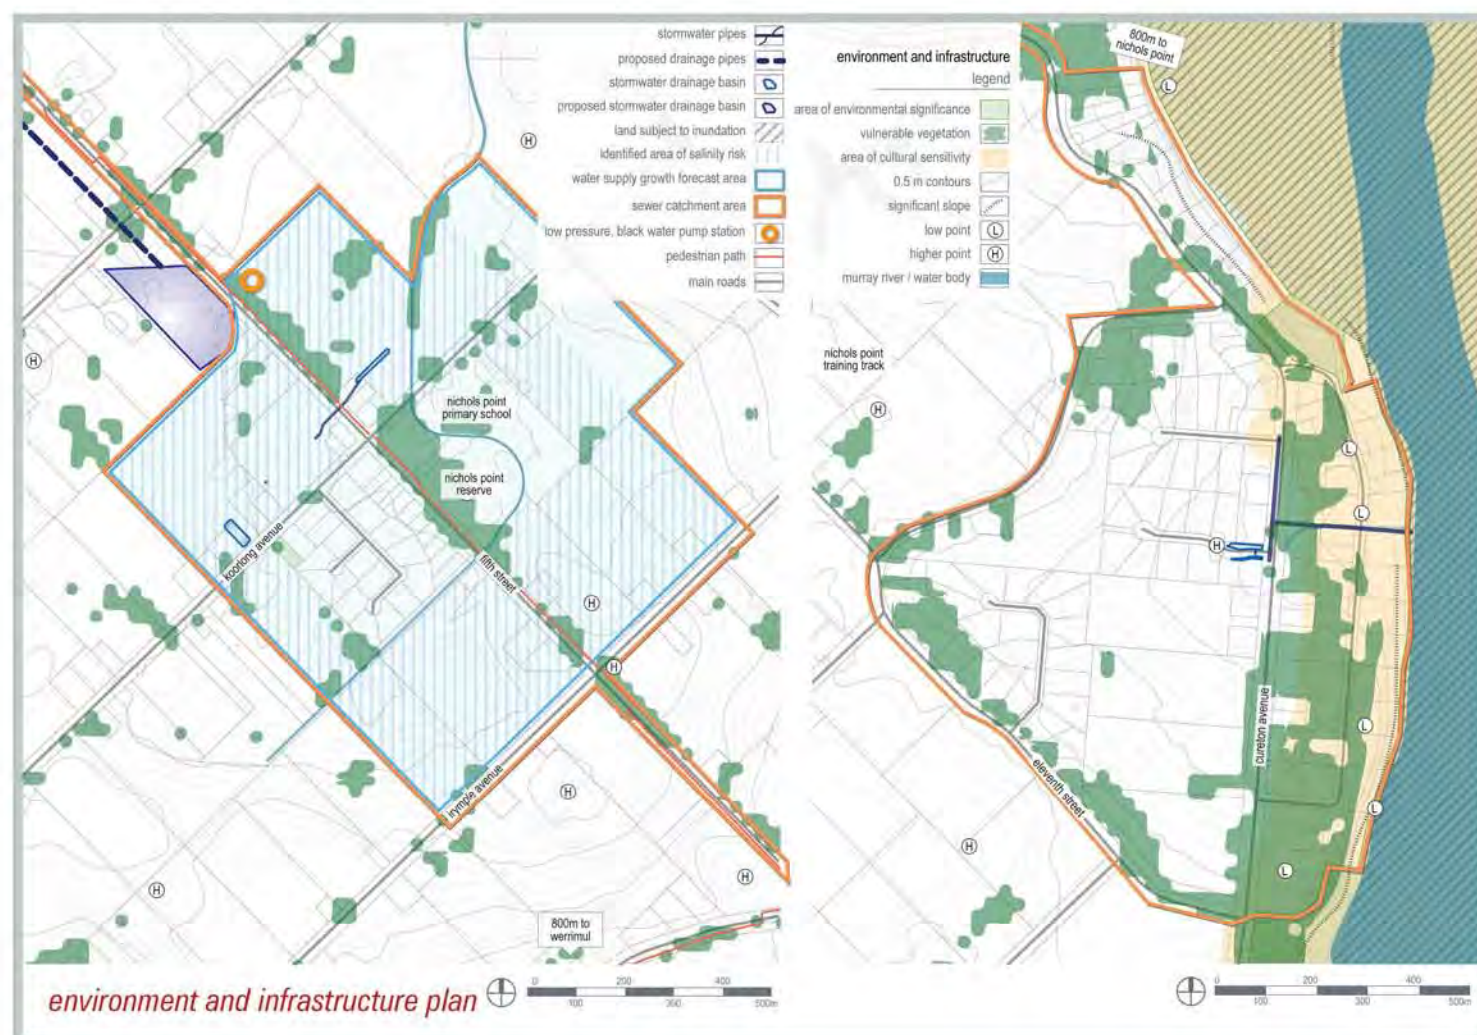 stormwater pipes
proposed drainage pipes
stormwater drainage basin
proposed stormwater drainage basin
land subject to inundation
identified area of salinity risk
water supply growth forecast area
sewer catchment area
low pressure, black water pump station
pedestrian path
main roads
environment and infrastructure
legend
area of environmental significance
vulnerable vegetation
area of cultural sensitivity
0.5 m contours
significant slope
low point
L
higher point
H
murray river / water body
800m to
nichols point
L
H
H
nichols point
primary school
nichols point
reserve
koorlong avenue
fifth street
H
H
irymple avenue
H
H
H
800m to
werrimul
nichols point
training track
H
L
L
H
cureton avenue
L
eleventh street
L
H
L
environment and infrastructure plan
0 200 400
100 300 500m
0 200 400
100 300 500m